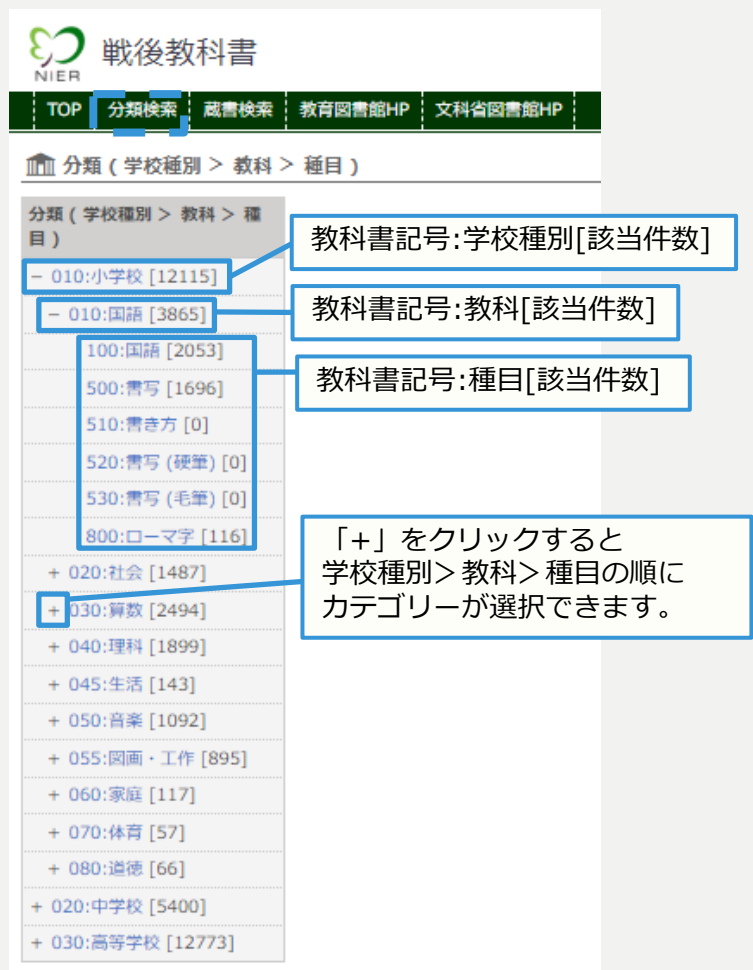 NIER
戦後教科書
TOP 分類検索 蔵書検索 教育図書館HP 文科省図書館HP
分類 ( 学校種別 > 教科 > 種目 )
分類 ( 学校種別 > 教科 > 種
目 )
教科書記号:学校種別[該当件数]
− 010:小学校 [12115]
教科書記号:教科[該当件数]
− 010:国語 [3865]
教科書記号:種目[該当件数]
100:国語 [2053]
500:書写 [1696]
510:書き方 [0]
520:書写 (硬筆) [0]
530:書写 (毛筆) [0]
800:ローマ字 [116]
「+」をクリックすると
学校種別＞教科＞種目の順に
カテゴリーが選択できます。
+ 020:社会 [1487]
+ 030:算数 [2494]
+ 040:理科 [1899]
+ 045:生活 [143]
+ 050:音楽 [1092]
+ 055:図画・工作 [895]
+ 060:家庭 [117]
+ 070:体育 [57]
+ 080:道徳 [66]
+ 020:中学校 [5400]
+ 030:高等学校 [12773]